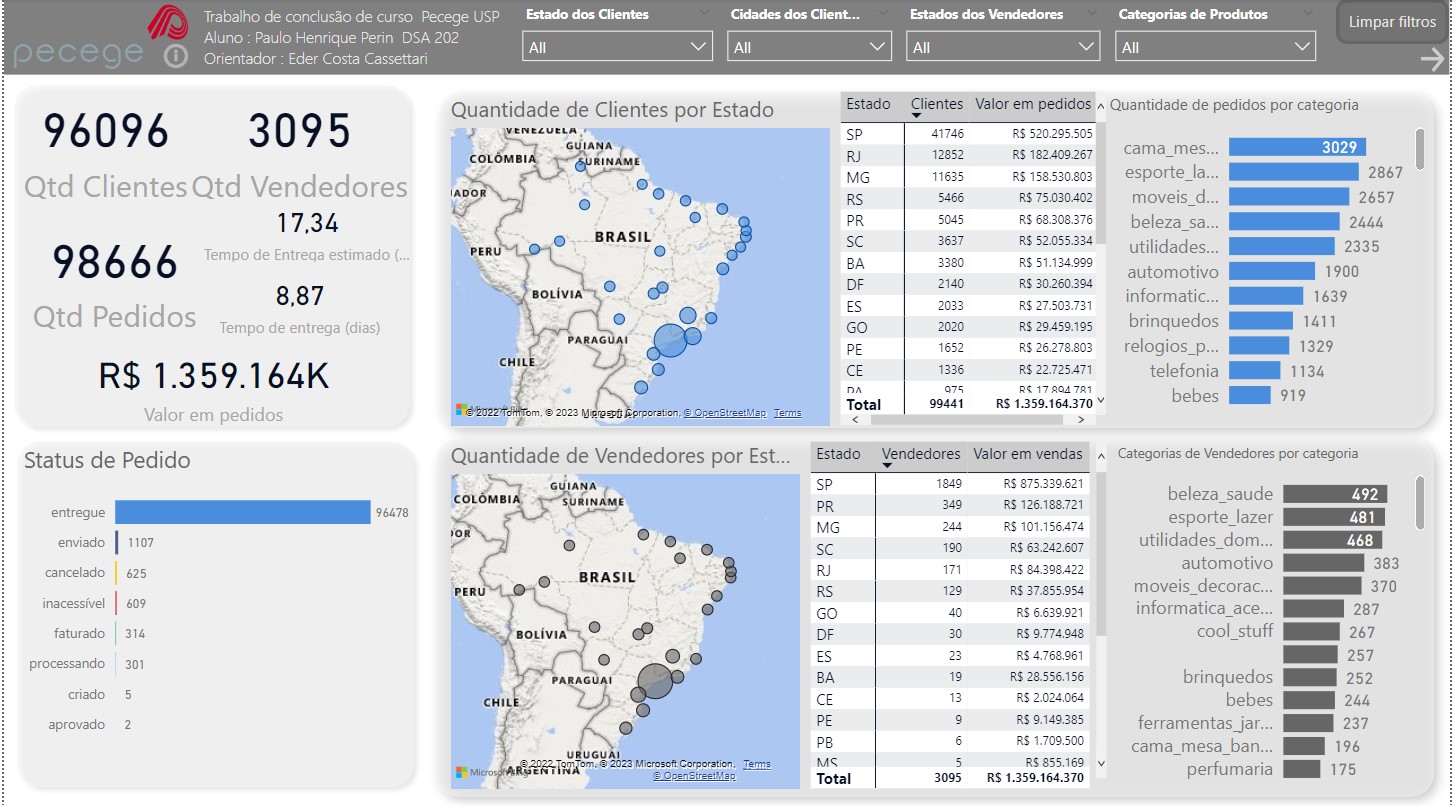 pecege
Trabalho de conclusão de curso Pecege USP
Aluno : Paulo Henrique Perin DSA 202
Orientador : Eder Costa Cassettari
Estado dos Clientes
All
Cidades dos Client...
All
Estados dos Vendedores
All
Categorias de Produtos
All
Limpar filtros
96096
Qtd Clientes
3095
Qtd Vendedores
17,34
Tempo de Entrega estimado (...
98666
Qtd Pedidos
8,87
Tempo de entrega (dias)
R$ 1.359.164K
Valor em pedidos
Quantidade de Clientes por Estado
VENEZUELA
GUIANA
COLÔMBIA
SURINAME
ADOR
BRASIL
PERU
BOLÍVIA
PARAGUAI
CHILE
© 2022 TomTom, © 2023 Microsoft Corporation, © OpenStreetMap Terms
Estado Clientes Valor em pedidos
SP 41746 R$ 520.295.505
RJ 12852 R$ 182.409.267
MG 11635 R$ 158.530.803
RS 5466 R$ 75.030.402
PR 5045 R$ 68.308.376
SC 3637 R$ 52.055.334
BA 3380 R$ 51.134.999
DF 2140 R$ 30.260.394
ES 2033 R$ 27.503.731
GO 2020 R$ 29.459.195
PE 1652 R$ 26.278.803
CE 1336 R$ 22.725.471
PA 975 R$ 17.894.781
Total 99441 R$ 1.359.164.370
Quantidade de pedidos por categoria
cama_mes... 3029
esporte_la... 2867
moveis_d... 2657
beleza_sa... 2444
utilidades... 2335
automotivo 1900
informatic... 1639
brinquedos 1411
relogios_p... 1329
telefonia 1134
bebes 919
Status de Pedido
entregue 96478
enviado 1107
cancelado 625
inacessível 609
faturado 314
processando 301
criado 5
aprovado 2
Quantidade de Vendedores por Est...
GUIANA
COLÔMBIA
SURINAME
DOR
BRASIL
PERU
BOLÍVIA
PARAGUAI
CHILE
URUGUAI
ARGENTINA
Microsoft Bing
© 2022 TomTom, © 2023 Microsoft Corporation, Terms
© OpenStreetMap
Estado Vendedores Valor em vendas
SP 1849 R$ 875.339.621
PR 349 R$ 126.188.721
MG 244 R$ 101.156.474
SC 190 R$ 63.242.607
RJ 171 R$ 84.398.422
RS 129 R$ 37.855.954
GO 40 R$ 6.639.921
DF 30 R$ 9.774.948
ES 23 R$ 4.768.961
BA 19 R$ 28.556.156
CE 13 R$ 2.024.064
PE 9 R$ 9.149.385
PB 6 R$ 1.709.500
MS 5 R$ 855.169
Total 3095 R$ 1.359.164.370
Categorias de Vendedores por categoria
beleza_saude 492
esporte_lazer 481
utilidades_dom... 468
automotivo 383
moveis_decorac... 370
informatica_ace... 287
cool_stuff 267
257
brinquedos 252
bebes 244
ferramentas_jar... 237
cama_mesa_ban... 196
perfumaria 175